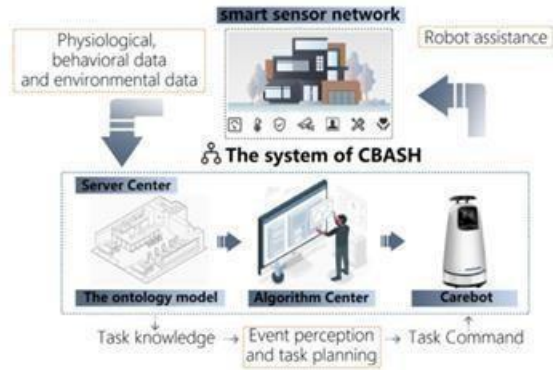 smart sensor network
Physiological,
behavioral data
and environmental data
Robot assistance
The system of CBASH
Server Center
The ontology model
Algorithm Center
Carebot
Task knowledge
Event perception
and task planning
Task Command